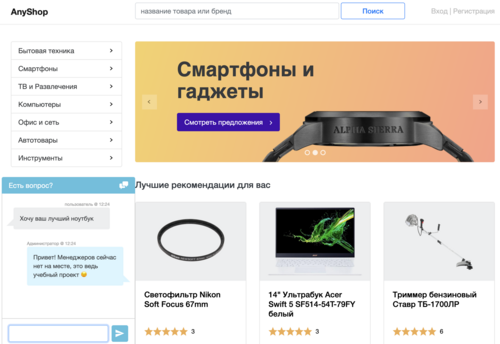 AnyShop
название товара или бренд
Поиск
Вход | Регистрация
Бытовая техника
Смартфоны
ТВ и Развлечения
Компьютеры
Офис и сеть
Автотовары
Инструменты
Смартфоны и
гаджеты
Смотреть предложения
ALPHA SIERRA
Есть вопрос?
пользователь @ 12:24
Хочу ваш лучший ноутбук
Администратор @ 12:24
Привет! Менеджеров сейчас
нет на месте, это ведь
учебный проект 😉
Лучшие рекомендации для вас
Светофильтр Nikon
Soft Focus 67mm
3
14" Ультрабук Acer
Swift 5 SF514-54T-79FY
белый
3
Триммер бензиновый
Ставр ТБ-1700ЛР
6